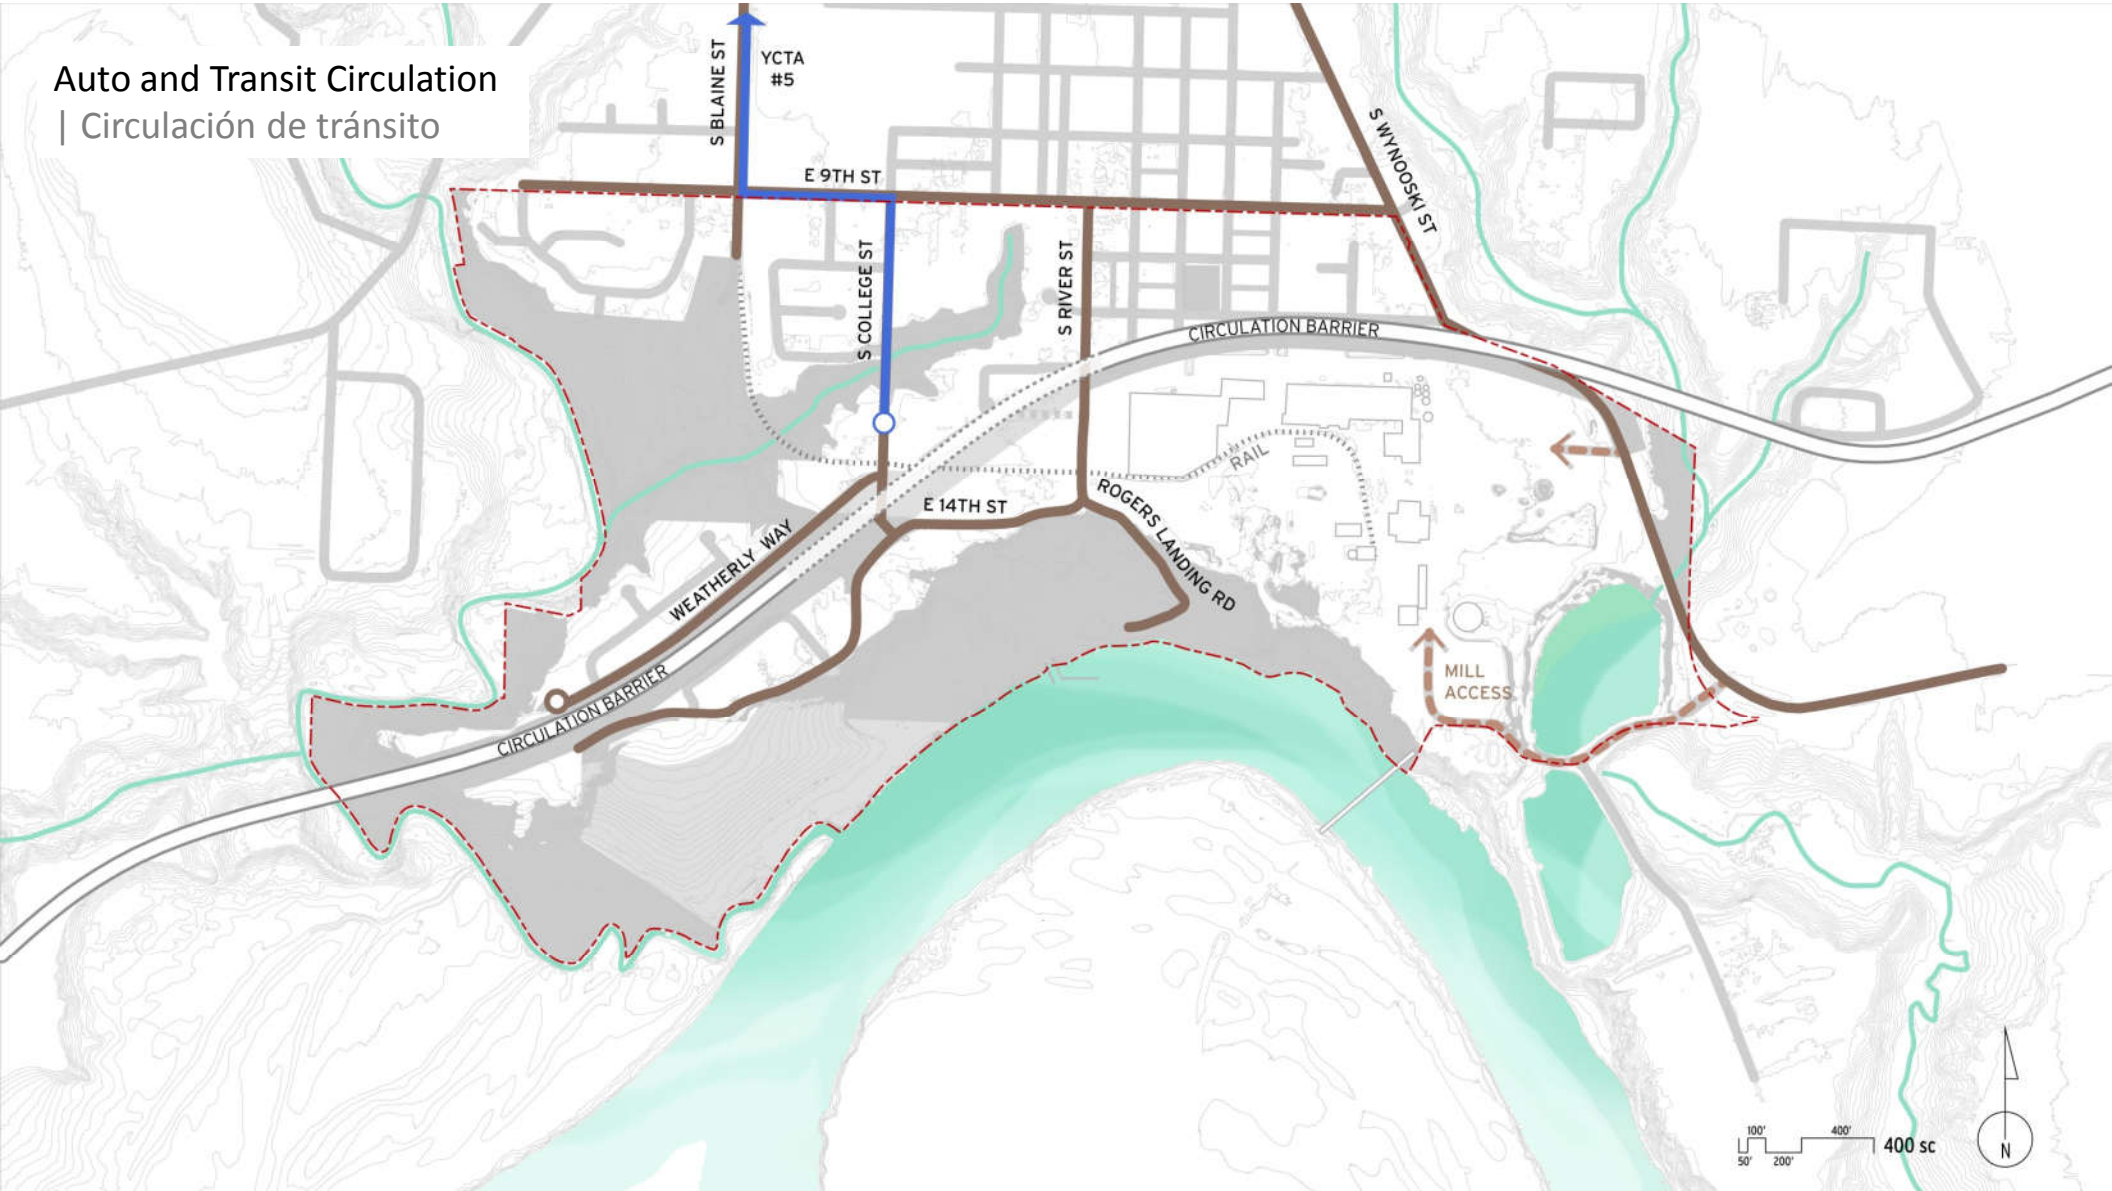 Auto and Transit Circulation
| Circulación de tránsito
S BLAINE ST
YCTA
#5
E 9TH ST
S WYNOOSKI ST
S COLLEGE ST
S RIVER ST
CIRCULATION BARRIER
RAIL
E 14TH ST
ROGERS LANDING RD
WEATHERLY WAY
CIRCULATION BARRIER
MILL
ACCESS
100'
400'
50'
200'
400 sc
N